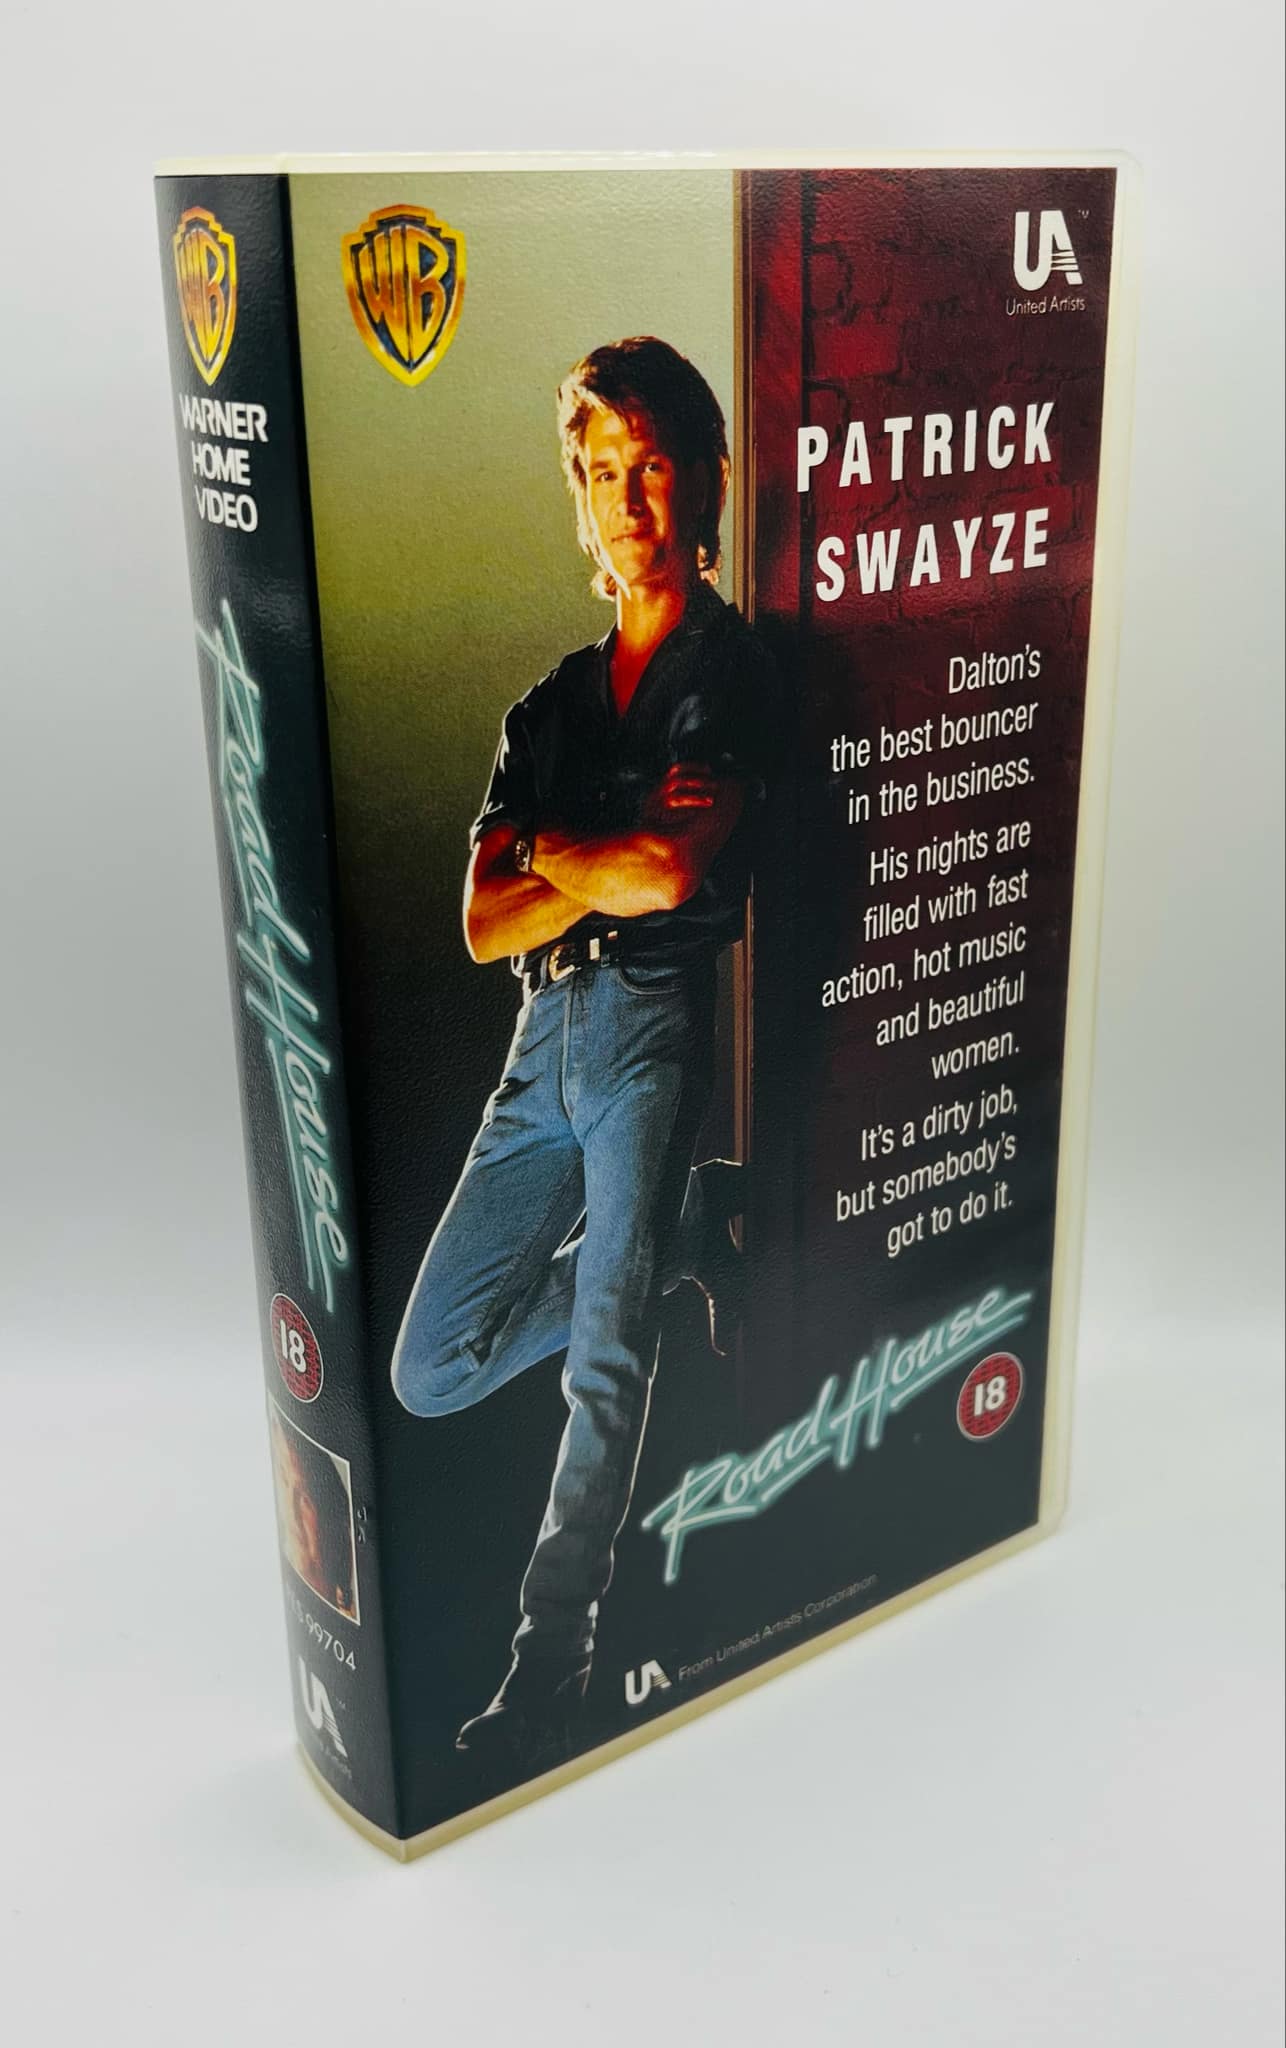 WB
WARNER
HOME
VIDEO
Road House
18
99704
UA
WB
UA™
United Artists
PATRICK
SWAYZE
Dalton's
the best bouncer
in the business.
His nights are
filled with fast
action, hot music
and beautiful
women.
It's a dirty job,
but somebody's
got to do it.
Road House
18
UA From United Artists Corporation